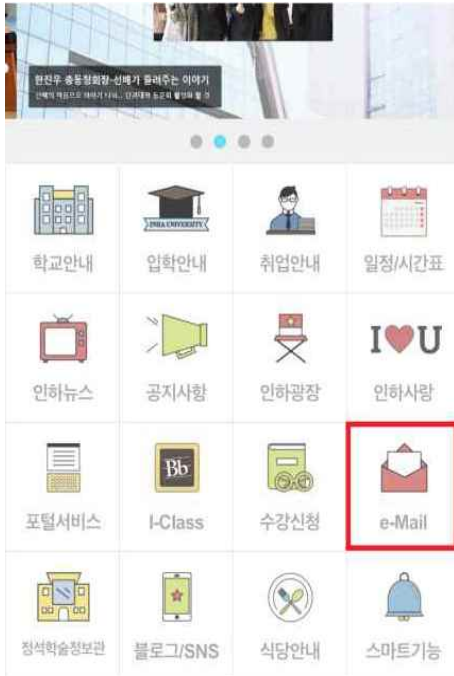 한진우 총동창회장-선배가 들려주는 이야기
INHA UNIVERSITY
학교안내
입학안내
취업안내
일정/시간표
I U
인하뉴스
공지사항
인하광장
인하사랑
Bb
포털서비스
I-Class
수강신청
e-Mail
정석학술정보관
블로그/SNS
식당안내
스마트기능